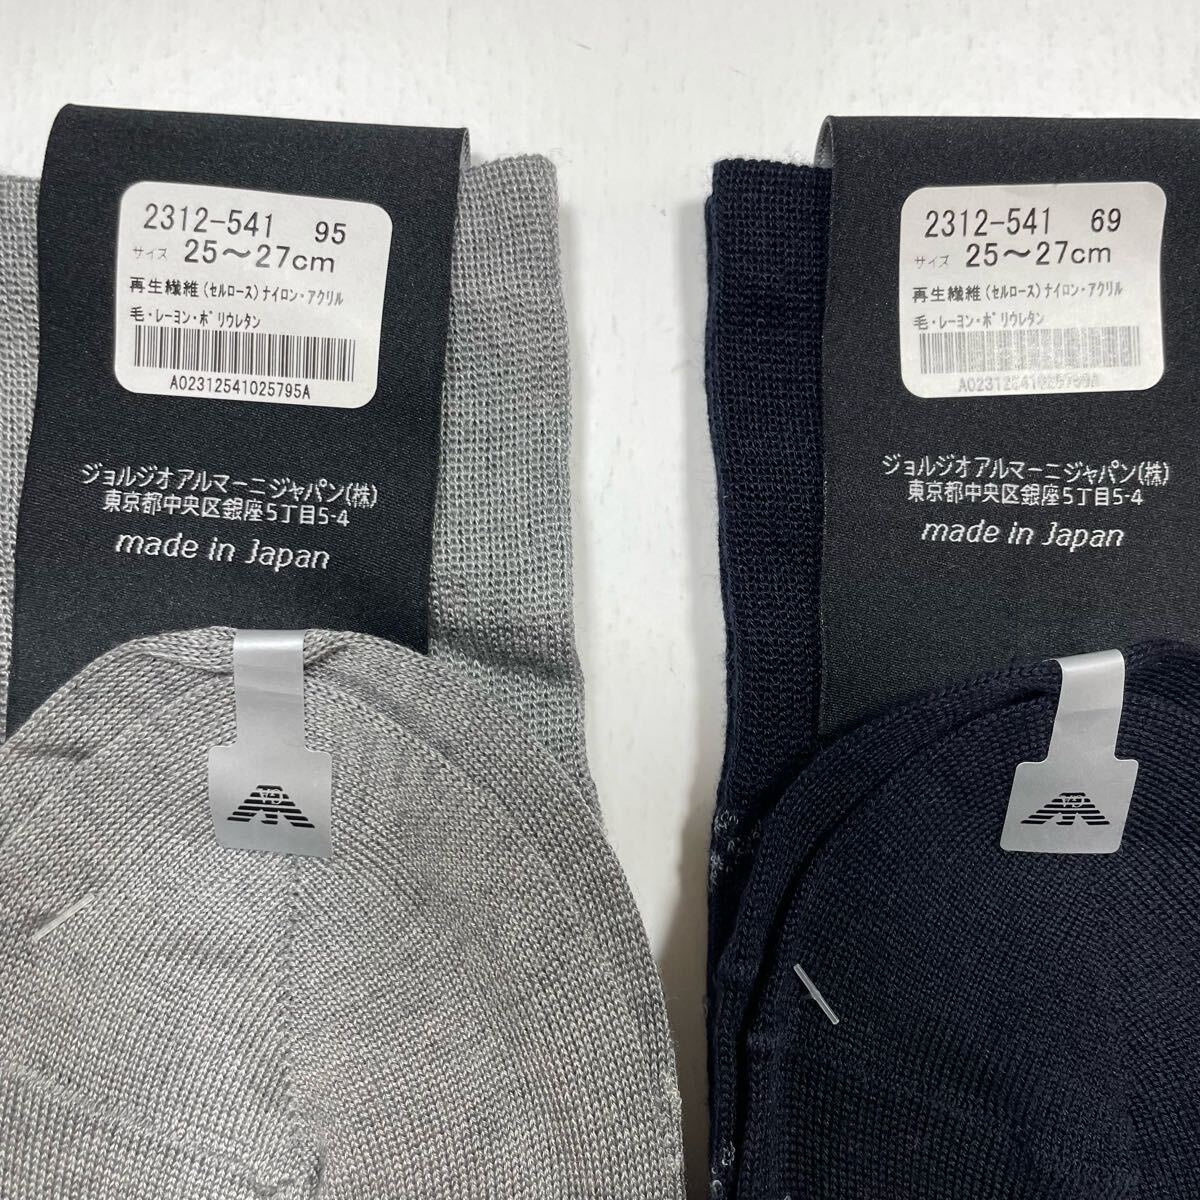 2312-541 95
サイズ 25～27cm
再生繊維(セルロース)ナイロン・アクリル
毛・レーヨン・ポリウレタン
A02312541025795A
ジョルジオアルマーニジャパン(株)
東京都中央区銀座5丁目5-4
made in Japan
GA
2312-541 69
サイズ 25～27cm
再生繊維(セルロース)ナイロン・アクリル
毛・レーヨン・ポリウレタン
ジョルジオアルマーニジャパン(株)
東京都中央区銀座5丁目5-4
made in Japan
GA